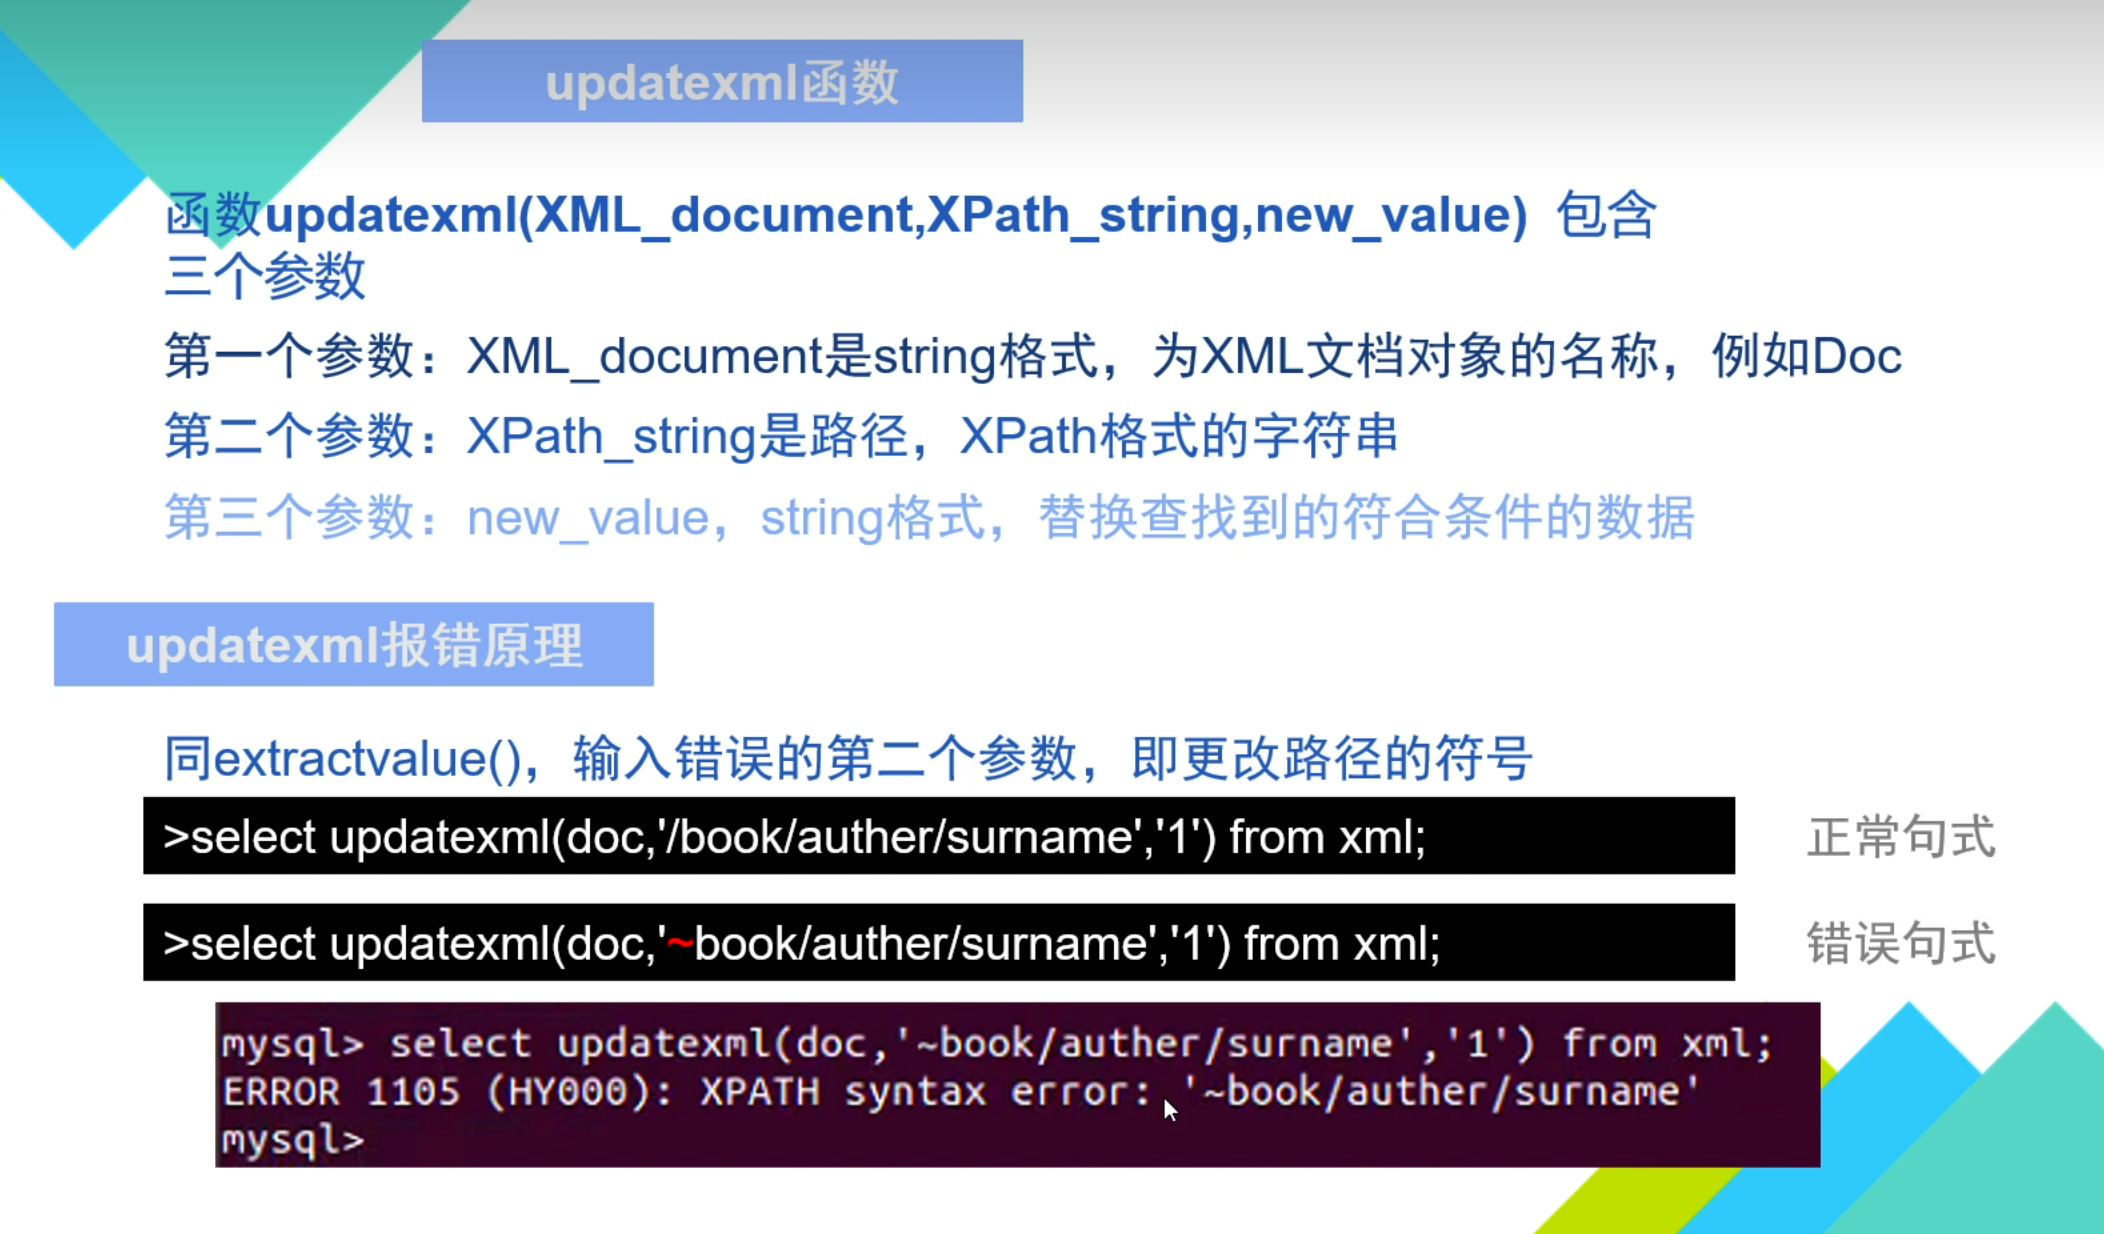 updatexml函数
函数updatexml(XML_document,XPath_string,new_value) 包含
三个参数
第一个参数：XML_document是string格式，为XML文档对象的名称，例如Doc
第二个参数：XPath_string是路径，XPath格式的字符串
第三个参数：new_value，string格式，替换查找到的符合条件的数据
updatexml报错原理
同extractvalue()，输入错误的第二个参数，即更改路径的符号
>select updatexml(doc,'/book/auther/surname','1') from xml;
正常句式
>select updatexml(doc,'~book/auther/surname','1') from xml;
错误句式
mysql> select updatexml(doc,'~book/auther/surname','1') from xml;
ERROR 1105 (HY000): XPATH syntax error: '~book/auther/surname'
mysql>